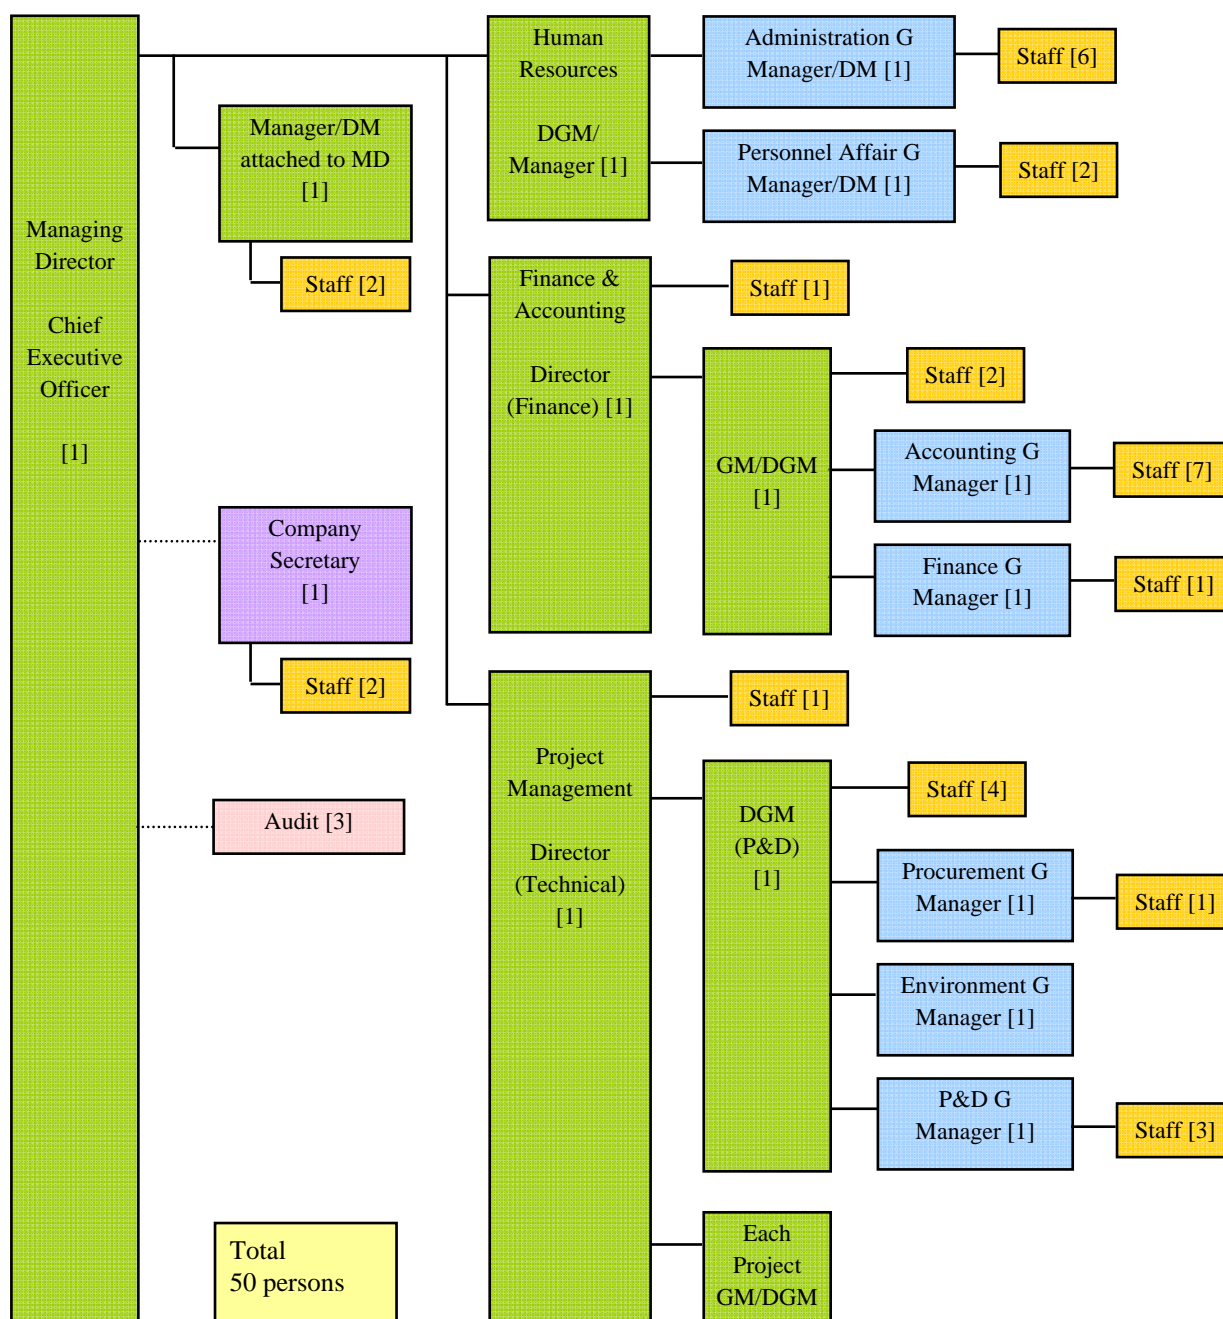 Managing
Director
Chief
Executive
Officer
[1]
Manager/DM
attached to MD
[1]
Staff [2]
Company
Secretary
[1]
Staff [2]
Audit [3]
Total
50 persons
Human
Resources
DGM/
Manager [1]
Administration G
Manager/DM [1]
Staff [6]
Personnel Affair G
Manager/DM [1]
Staff [2]
Finance &
Accounting
Director
(Finance) [1]
Staff [1]
GM/DGM
[1]
Staff [2]
Accounting G
Manager [1]
Staff [7]
Finance G
Manager [1]
Staff [1]
Project
Management
Director
(Technical)
[1]
Staff [1]
DGM
(P&D)
[1]
Staff [4]
Procurement G
Manager [1]
Staff [1]
Environment G
Manager [1]
P&D G
Manager [1]
Staff [3]
Each
Project
GM/DGM